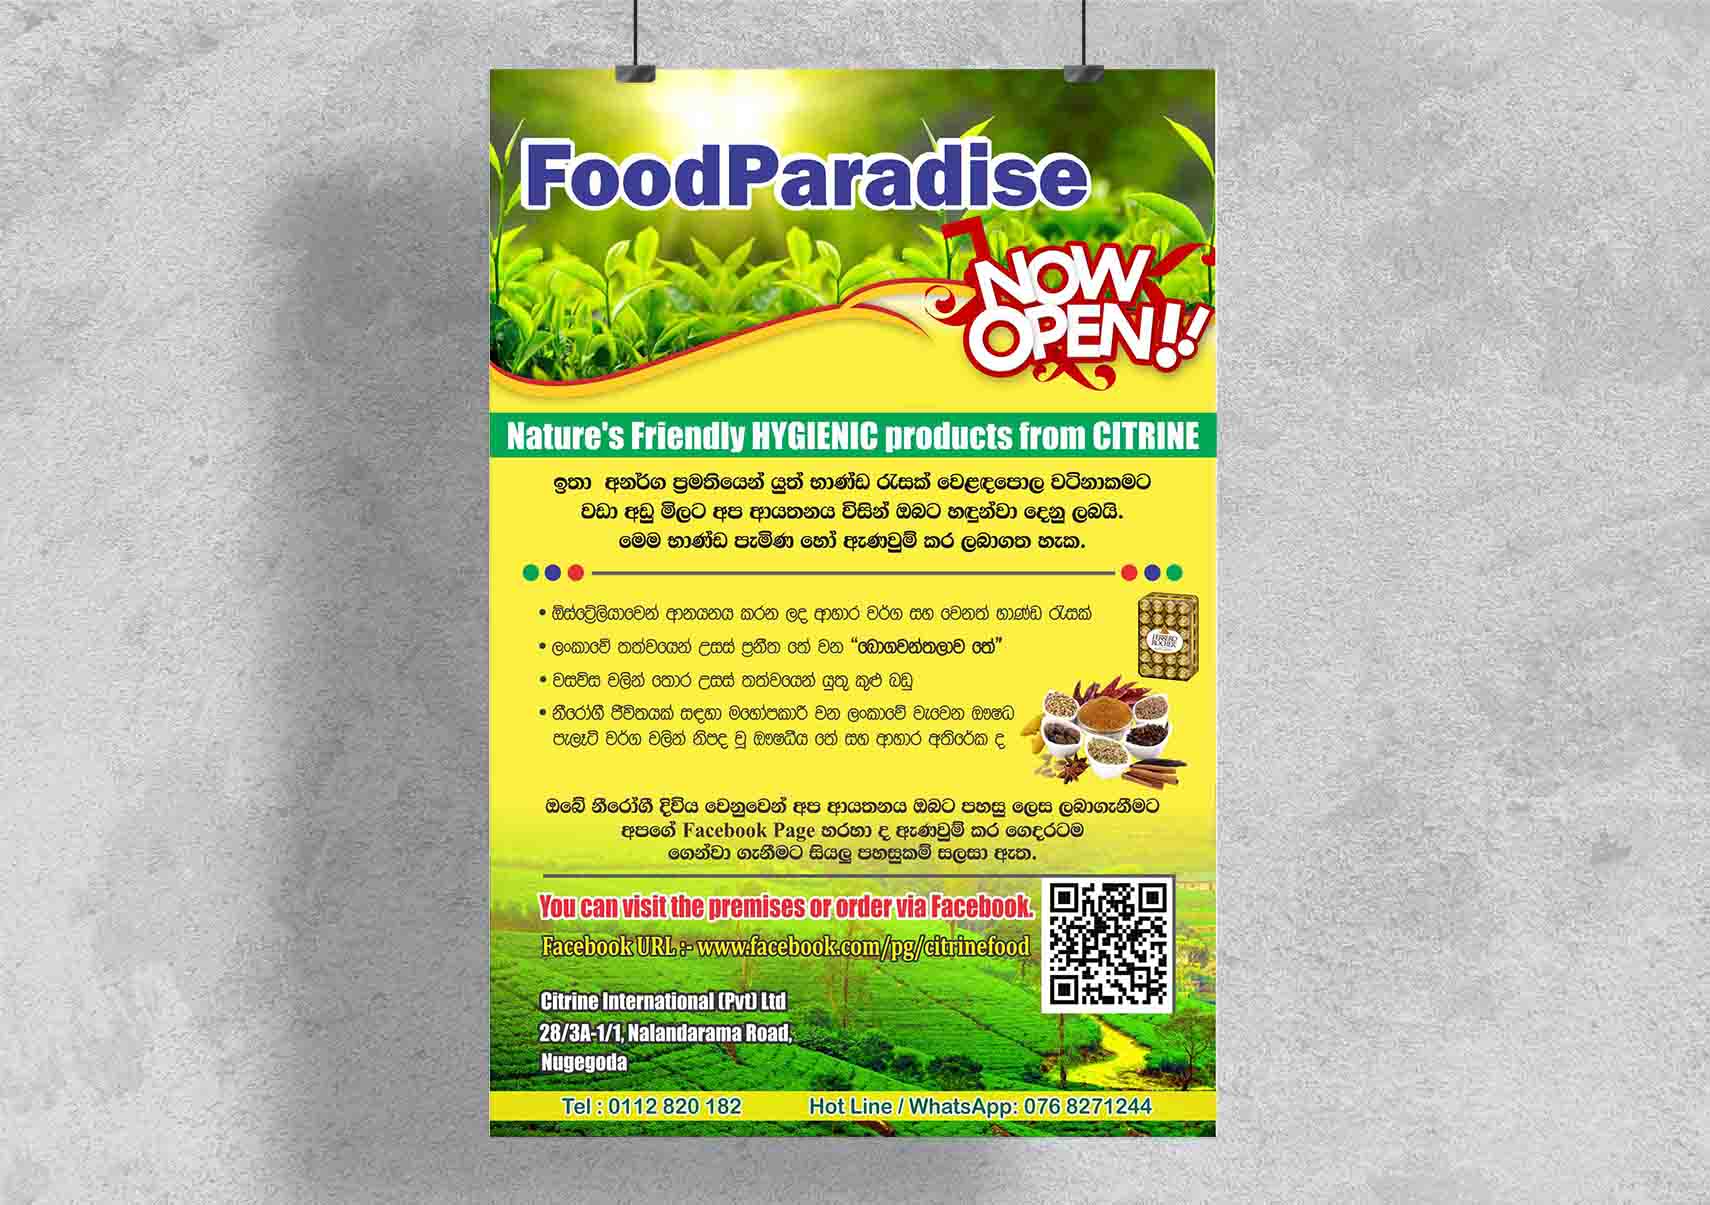 FoodParadise
NOW
OPEN!!
Nature's Friendly HYGIENIC products from CITRINE
ඉතා අනර්ග ප්‍රමතියෙන් යුත් භාණ්ඩ රැසක් වෙළඳපොල වටිනාකමට
වඩා අඩු මිලට අප ආයතනය විසින් ඔබට හඳුන්වා දෙනු ලබයි.
මෙම භාණ්ඩ පැමිණ හෝ ඇණවුම් කර ලබාගත හැක.
• ඕස්ට්‍රේලියාවෙන් ආනයනය කරන ලද ආහාර වර්ග සහ වෙනත් භාණ්ඩ රැසක්
• ලංකාවේ තත්වයෙන් උසස් ප්‍රනීත තේ වන “බොගවන්තලාව තේ”
• වසවිස වලින් තොර උසස් තත්වයෙන් යුතු කුළු බඩු
• නීරෝගී ජීවිතයක් සඳහා මහෝපකාරී වන ලංකාවේ වැවෙන ඖෂධ
පැලෑටි වර්ග වලින් නිපද වූ ඖෂධීය තේ සහ ආහාර අතිරේක ද
FERRERO
ROCHER
ඔබේ නීරෝගී දිවිය වෙනුවෙන් අප ආයතනය ඔබට පහසු ලෙස ලබාගැනීමට
අපගේ Facebook Page හරහා ද ඇණවුම් කර ගෙදරටම
ගෙන්වා ගැනීමට සියලු පහසුකම් සලසා ඇත.
You can visit the premises or order via Facebook.
Facebook URL :- www.facebook.com/pg/citrinefood
Citrine International (Pvt) Ltd
28/3A-1/1, Nalandarama Road,
Nugegoda
Tel : 0112 820 182 Hot Line / WhatsApp: 076 8271244